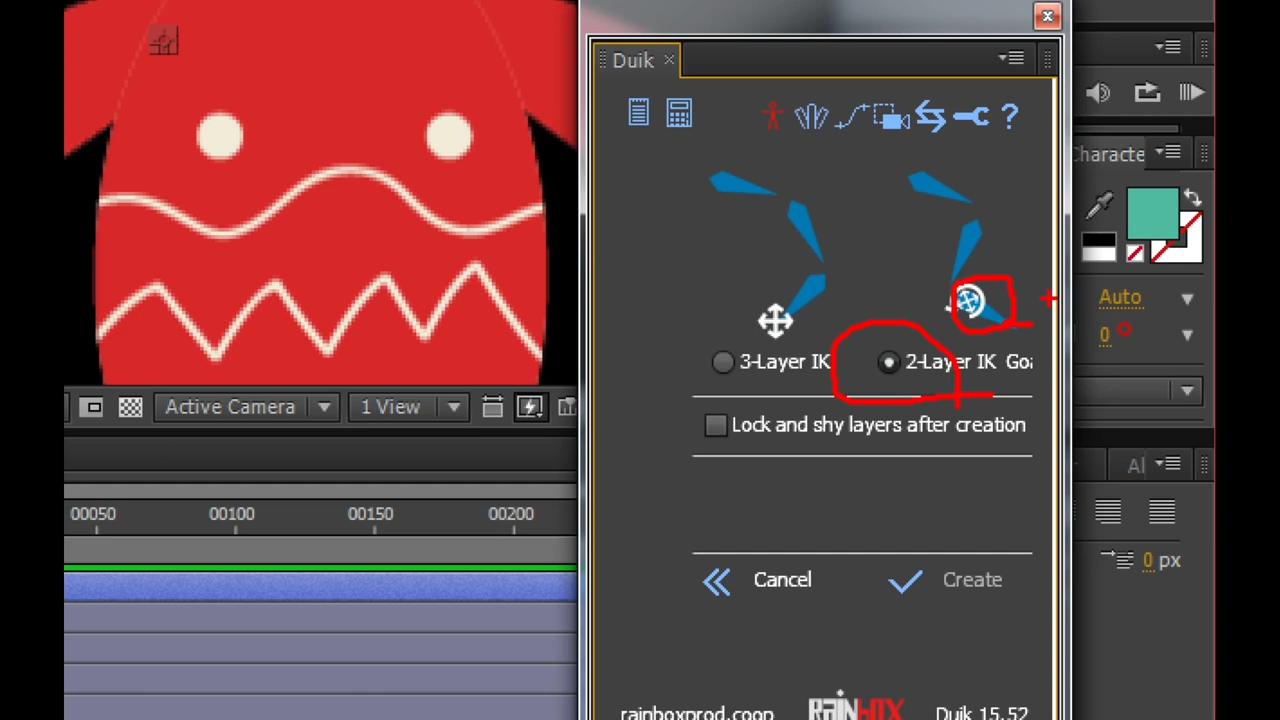 Duik
Characte
3-Layer IK
2-Layer IK Goa
Auto
0
Lock and shy layers after creation
Active Camera
1 View
Al
00050 00100 00150 00200
0 px
Cancel
Create
rainboxprod.coop
RAINBOX
Duik 15.52